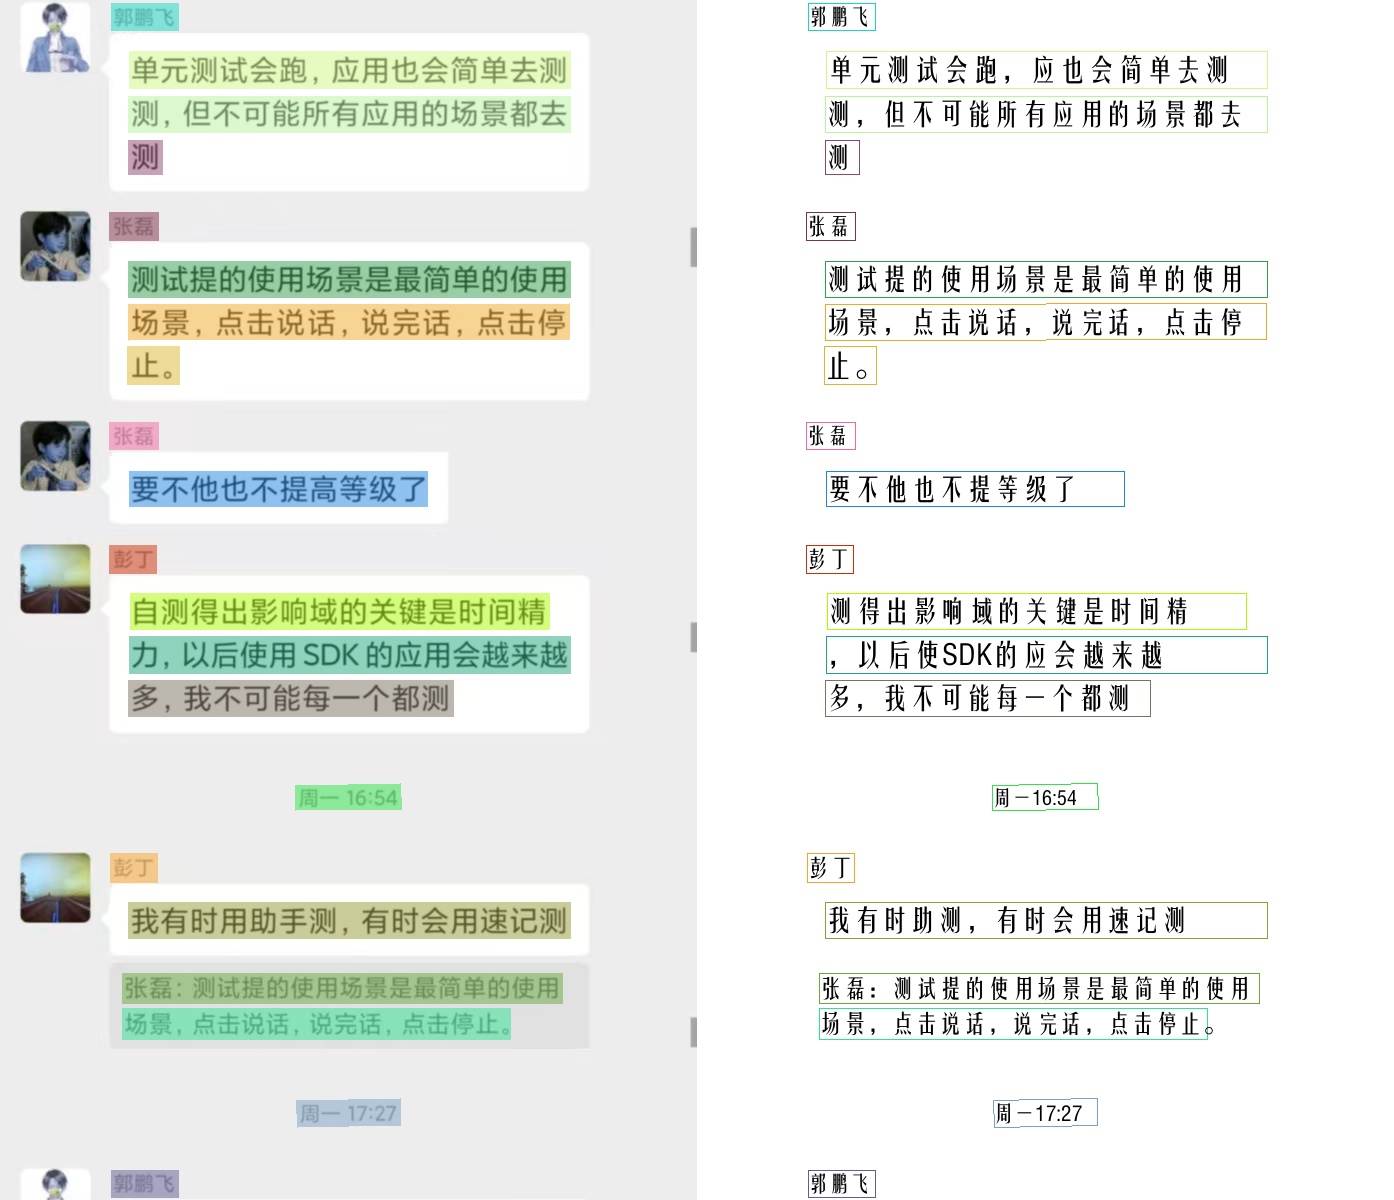 郭鹏飞
单元测试会跑，应用也会简单去测
测，但不可能所有应用的场景都去
测
张磊
测试提的使用场景是最简单的使用
场景，点击说话，说完话，点击停
止。
张磊
要不他也不提高等级了
彭丁
自测得出影响域的关键是时间精
力，以后使用 SDK 的应用会越来越
多，我不可能每一个都测
周一 16:54
彭丁
我有时用助手测，有时会用速记测
张磊：测试提的使用场景是最简单的使用
场景，点击说话，说完话，点击停止。
周一 17:27
郭鹏飞
郭鹏飞
单元测试会跑，应也会简单去测
测，但不可能所有应用的场景都去
测
张磊
测试提的使用场景是最简单的使用
场景，点击说话，说完话，点击停
止。
张磊
要不他也不提等级了
彭丁
测得出影响域的关键是时间精
，以后使SDK的应会越来越
多，我不可能每一个都测
周一16:54
彭丁
我有时助测，有时会用速记测
张磊：测试提的使用场景是最简单的使用
场景，点击说话，说完话，点击停止。
周一17:27
郭鹏飞